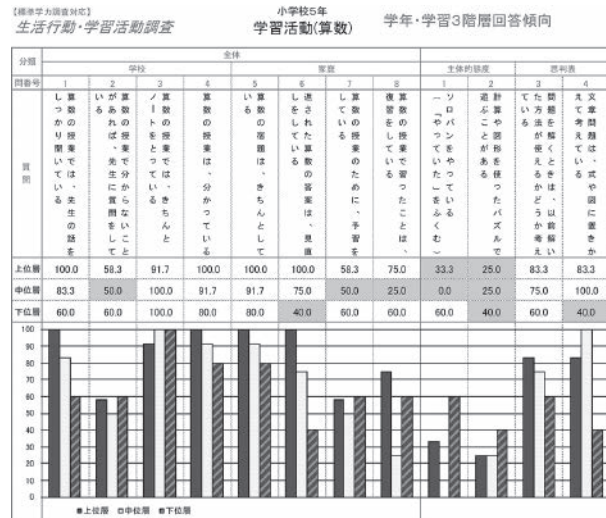 【標準学力調査対応】
生活行動・学習活動調査
小学校5年
学習活動(算数)
学年・学習3階層回答傾向
分類 全体
学校 家庭 主体的態度 思判表
問番号 1 2 3 4 5 6 7 8 1 2 3 4
質問
算数の授業では、先生の話を
しっかり聞いている
算数の授業で分からないこと
があれば、先生に質問をして
いる
算数の授業では、きちんと
ノートをとっている
算数の授業は、分かっている
算数の宿題は、きちんとして
いる
返された算数の答案は、見直
しをしている
算数の授業のために、予習を
している
算数の授業で習ったことは、
復習をしている
ソロバンをやっている
(「やっていた」をふくむ)
計算や図形を使ったパズルで
遊ぶことがある
問題を解くときは、以前解い
た方法が使えるかどうか考え
ている
文章問題は、式や図に置きか
えて考えている
上位層 100.0 58.3 91.7 100.0 100.0 100.0 58.3 75.0 33.3 25.0 83.3 83.3
中位層 83.3 50.0 100.0 91.7 91.7 75.0 50.0 25.0 0.0 25.0 75.0 100.0
下位層 60.0 60.0 100.0 80.0 80.0 40.0 60.0 60.0 60.0 40.0 60.0 40.0
100
90
80
70
60
50
40
30
20
10
0
■上位層 □中位層 ■下位層